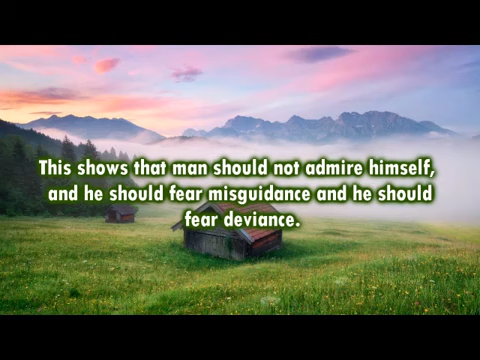 This shows that man should not admire himself,
and he should fear misguidance and he should
fear deviance.